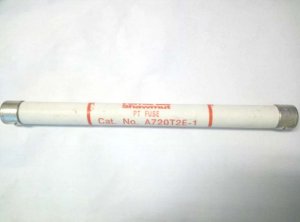 PT FUSE
Cat. No. A720T2E-1